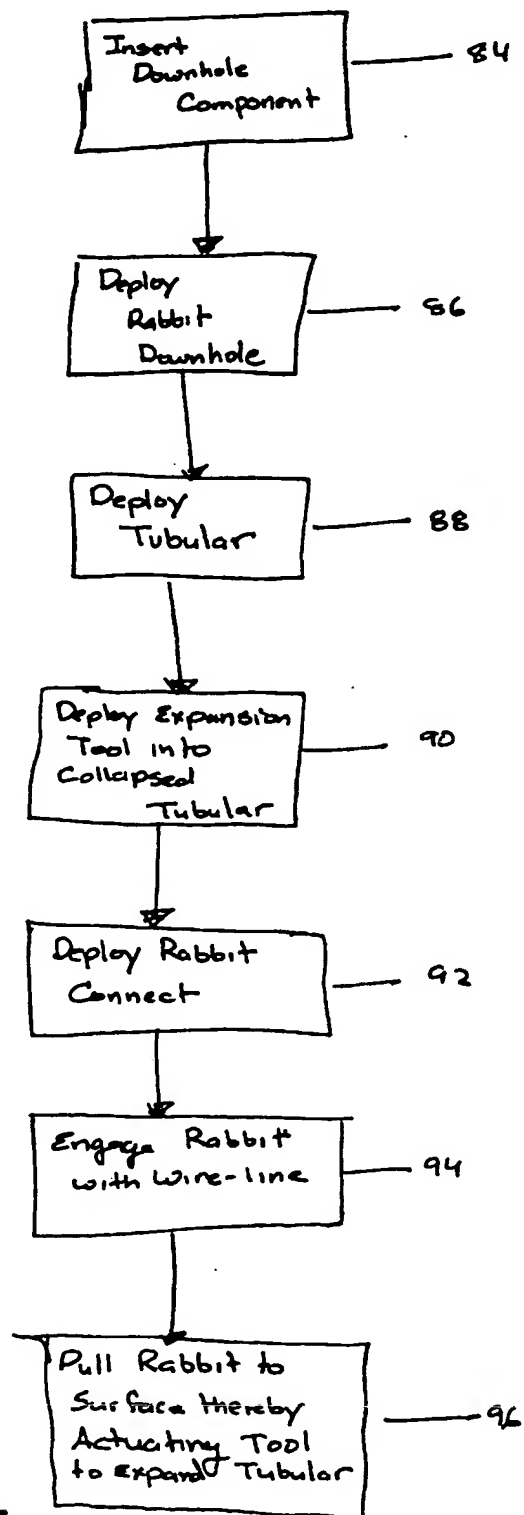 Insert
Downhole
Component
84
Deploy
Rabbit
Downhole
86
Deploy
Tubular
88
Deploy Expansion
Tool into
Collapsed
Tubular
90
Deploy Rabbit
Connect
92
Engage Rabbit
with Wire-line
94
Pull Rabbit to
Surface thereby
Actuating Tool
to Expand Tubular
96